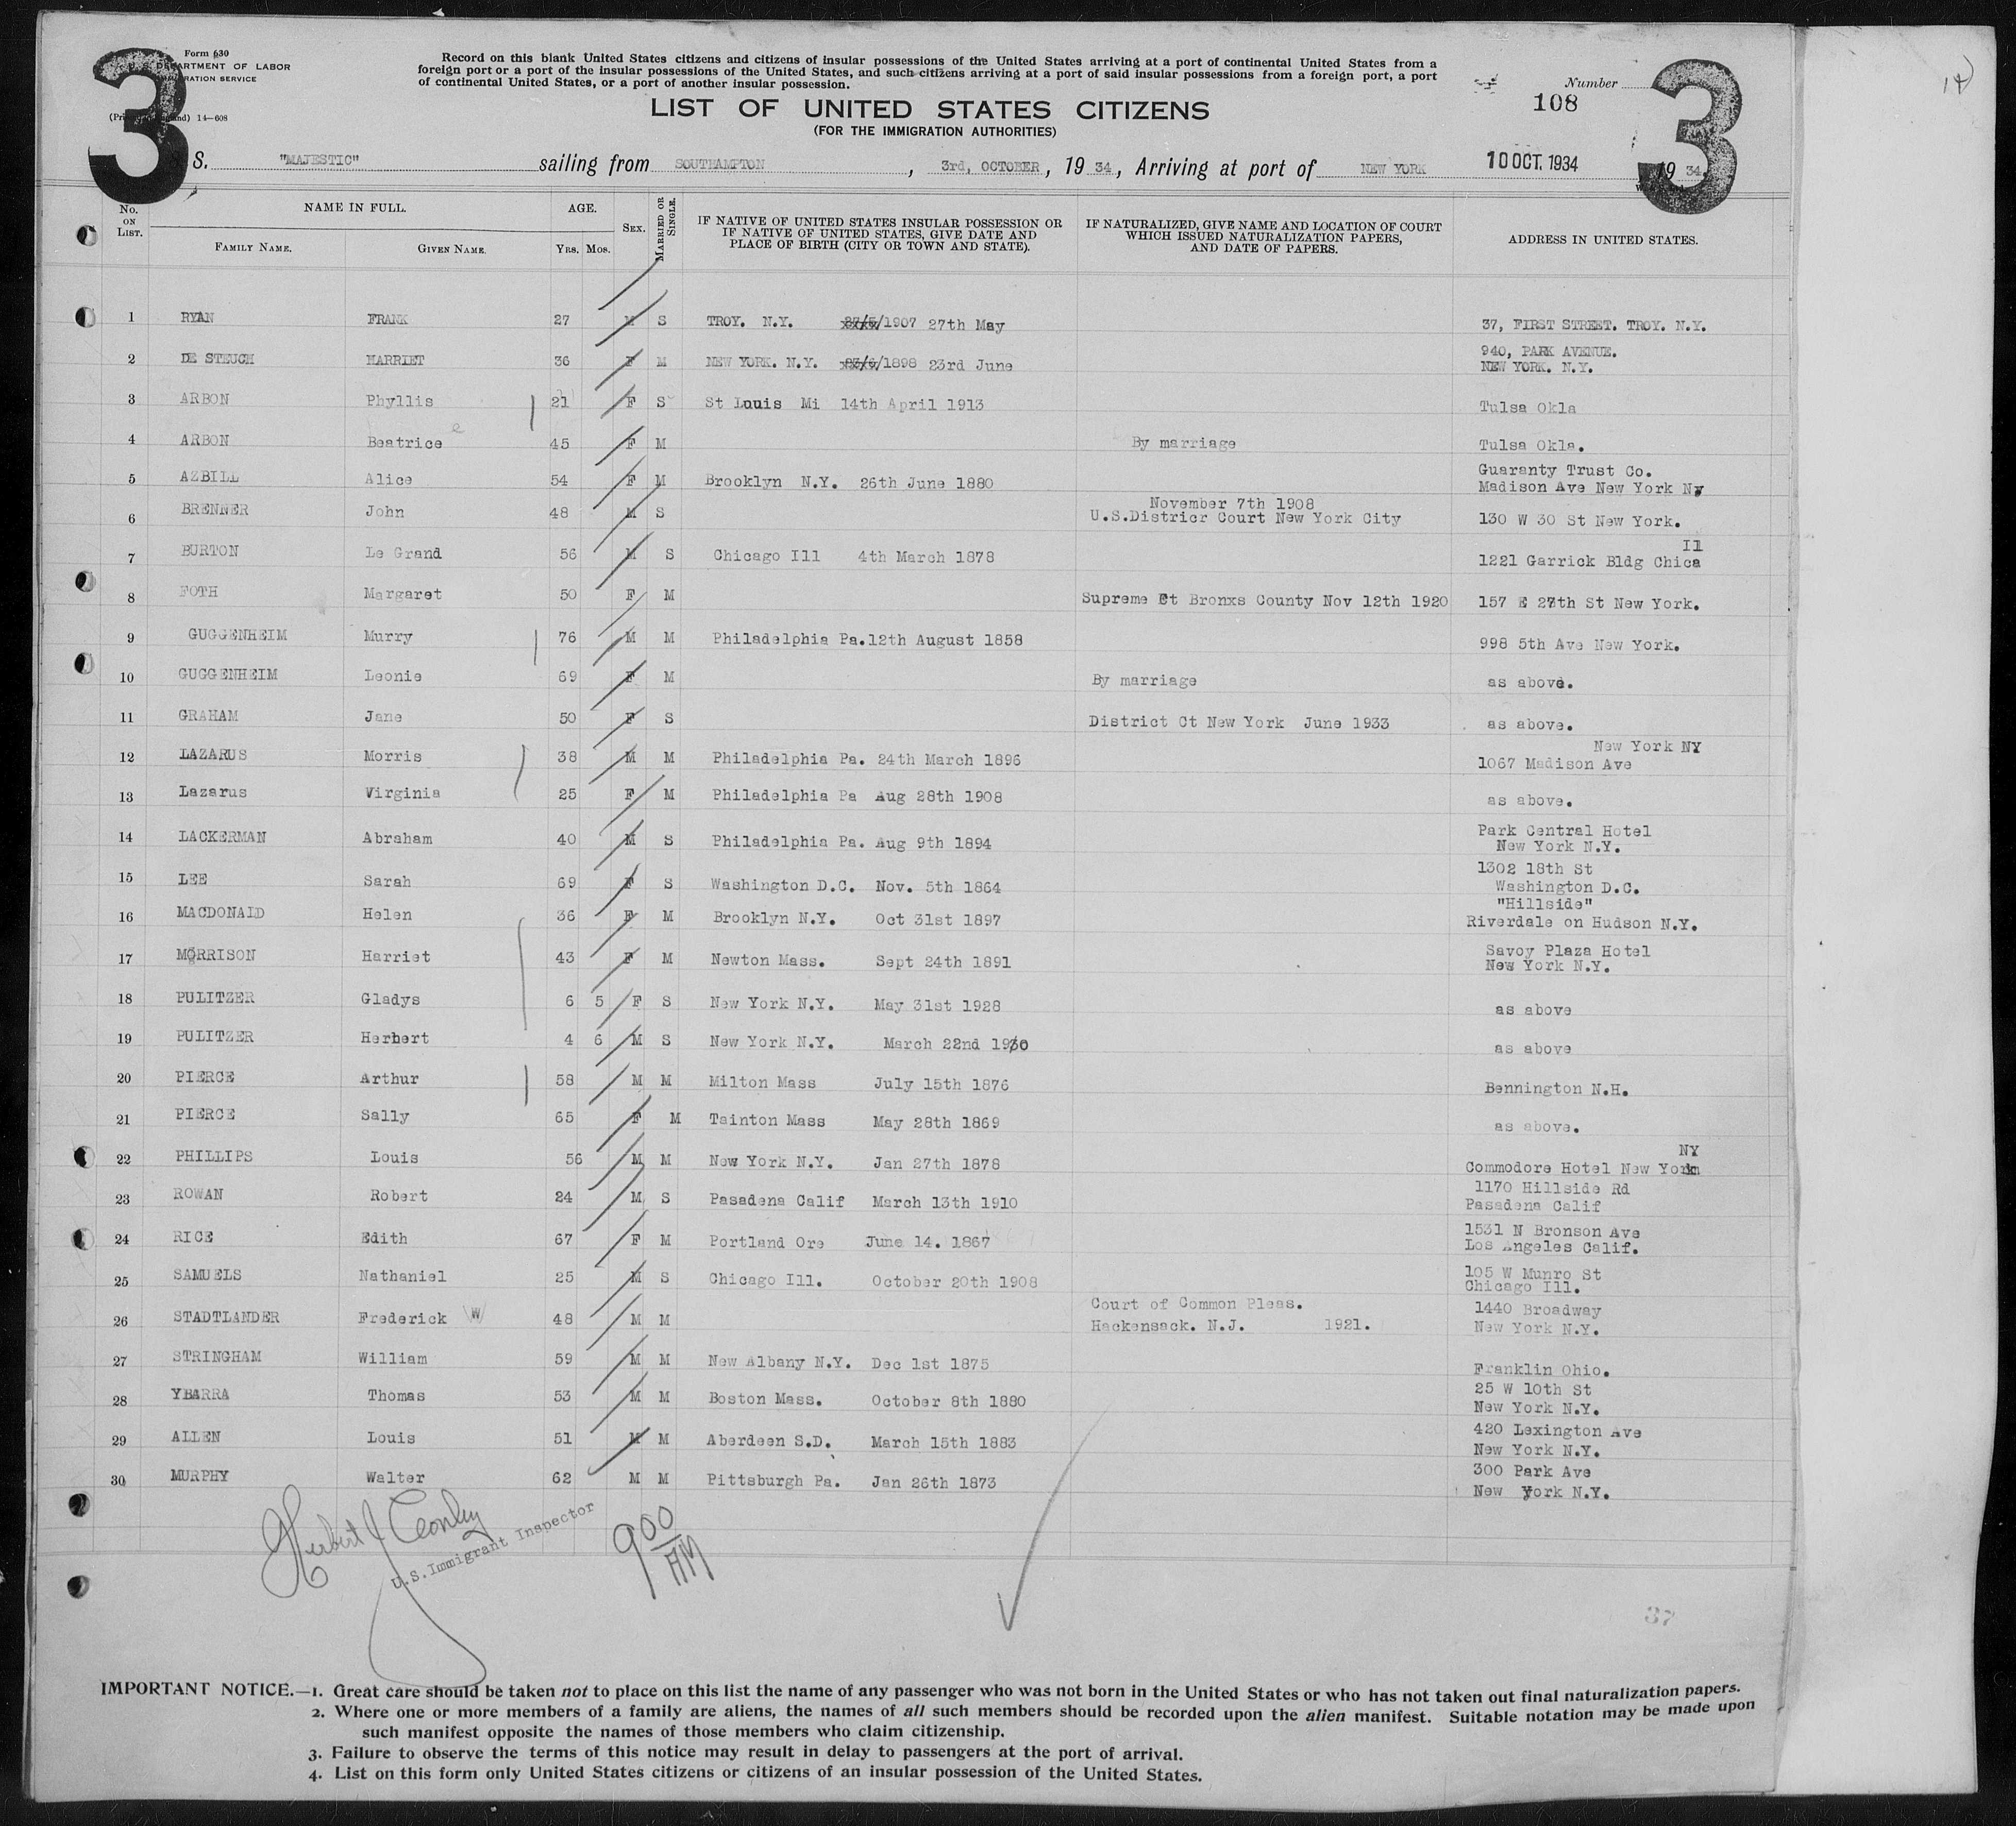 Form 630
U. S. DEPARTMENT OF LABOR
IMMIGRATION SERVICE
(Printed in England) 14—608
3
Record on this blank United States citizens and citizens of insular possessions of the United States arriving at a port of continental United States from a
foreign port or a port of the insular possessions of the United States, and such citizens arriving at a port of said insular possessions from a foreign port, a port
of continental United States, or a port of another insular possession.
Number
108
3
LIST OF UNITED STATES CITIZENS
(FOR THE IMMIGRATION AUTHORITIES)
S. "MAJESTIC" sailing from SOUTHAMPTON, 3rd, OCTOBER, 19 34, Arriving at port of NEW YORK 10 OCT. 1934 19 34.
No. ON LIST. NAME IN FULL. AGE. SEX. MARRIED OR SINGLE. IF NATIVE OF UNITED STATES INSULAR POSSESSION OR IF NATIVE OF UNITED STATES, GIVE DATE AND PLACE OF BIRTH (CITY OR TOWN AND STATE). IF NATURALIZED, GIVE NAME AND LOCATION OF COURT WHICH ISSUED NATURALIZATION PAPERS, AND DATE OF PAPERS. ADDRESS IN UNITED STATES.
FAMILY NAME. GIVEN NAME. YRS. MOS.
1 RYAN FRANK 27 M S TROY. N.Y. 27/5/1907 27th May 37, FIRST STREET. TROY. N.Y.
2 DE STEUCH HARRIET 36 F M NEW YORK. N.Y. /1898 23rd June 940, PARK AVENUE. NEW YORK. N.Y.
3 ARBON Phyllis 21 F S St Louis Mi 14th April 1913 Tulsa Okla
4 ARBON Beatrice e 45 F M By marriage Tulsa Okla.
5 AZBILL Alice 54 F M Brooklyn N.Y. 26th June 1880 Guaranty Trust Co. Madison Ave New York Ny
6 BRENNER John 48 M S November 7th 1908 U.S.Districr Court New York City 130 W 30 St New York.
7 BURTON Le Grand 56 M S Chicago Ill 4th March 1878 1221 Garrick Bldg Chica Il
8 FOTH Margaret 50 F M Supreme Ct Bronxs County Nov 12th 1920 157 E 27th St New York.
9 GUGGENHEIM Murry 76 M M Philadelphia Pa.12th August 1858 998 5th Ave New York.
10 GUGGENHEIM Leonie 69 F M By marriage as above.
11 GRAHAM Jane 50 F S District Ct New York June 1933 as above.
12 LAZARUS Morris 38 M M Philadelphia Pa. 24th March 1896 New York NY 1067 Madison Ave
13 Lazarus Virginia 25 F M Philadelphia Pa Aug 28th 1908 as above.
14 LACKERMAN Abraham 40 M S Philadelphia Pa. Aug 9th 1894 Park Central Hotel New York N.Y.
15 LEE Sarah 69 F S Washington D.C. Nov. 5th 1864 1302 18th St Washington D.C.
16 MACDONALD Helen 36 F M Brooklyn N.Y. Oct 31st 1897 "Hillside" Riverdale on Hudson N.Y.
17 MORRISON Harriet 43 F M Newton Mass. Sept 24th 1891 Savoy Plaza Hotel New York N.Y.
18 PULITZER Gladys 6 5 F S New York N.Y. May 31st 1928 as above
19 PULITZER Herbert 4 6 M S New York N.Y. March 22nd 1930 as above
20 PIERCE Arthur 58 M M Milton Mass July 15th 1876 Bennington N.H.
21 PIERCE Sally 65 F M Tainton Mass May 28th 1869 as above.
22 PHILLIPS Louis 56 M M New York N.Y. Jan 27th 1878 NY Commodore Hotel New York
23 ROWAN Robert 24 M S Pasadena Calif March 13th 1910 1170 Hillside Rd Pasadena Calif
24 RICE Edith 67 F M Portland Ore June 14. 1867 1531 N Bronson Ave Los Angeles Calif.
25 SAMUELS Nathaniel 25 M S Chicago Ill. October 20th 1908 105 W Munro St Chicago Ill.
26 STADTLANDER Frederick W 48 M M Court of Common Pleas. Hackensack. N.J. 1921. 1440 Broadway New York N.Y.
27 STRINGHAM William 59 M M New Albany N.Y. Dec 1st 1875 Franklin Ohio.
28 YBARRA Thomas 53 M M Boston Mass. October 8th 1880 25 W 10th St New York N.Y.
29 ALLEN Louis 51 M M Aberdeen S.D. March 15th 1883 420 Lexington Ave New York N.Y.
30 MURPHY Walter 62 M M Pittsburgh Pa. Jan 26th 1873 300 Park Ave New York N.Y.
Herbert J Conley
U.S.Immigrant Inspector
9 00 AM
37
IMPORTANT NOTICE.—1. Great care should be taken not to place on this list the name of any passenger who was not born in the United States or who has not taken out final naturalization papers.
2. Where one or more members of a family are aliens, the names of all such members should be recorded upon the alien manifest. Suitable notation may be made upon
such manifest opposite the names of those members who claim citizenship.
3. Failure to observe the terms of this notice may result in delay to passengers at the port of arrival.
4. List on this form only United States citizens or citizens of an insular possession of the United States.